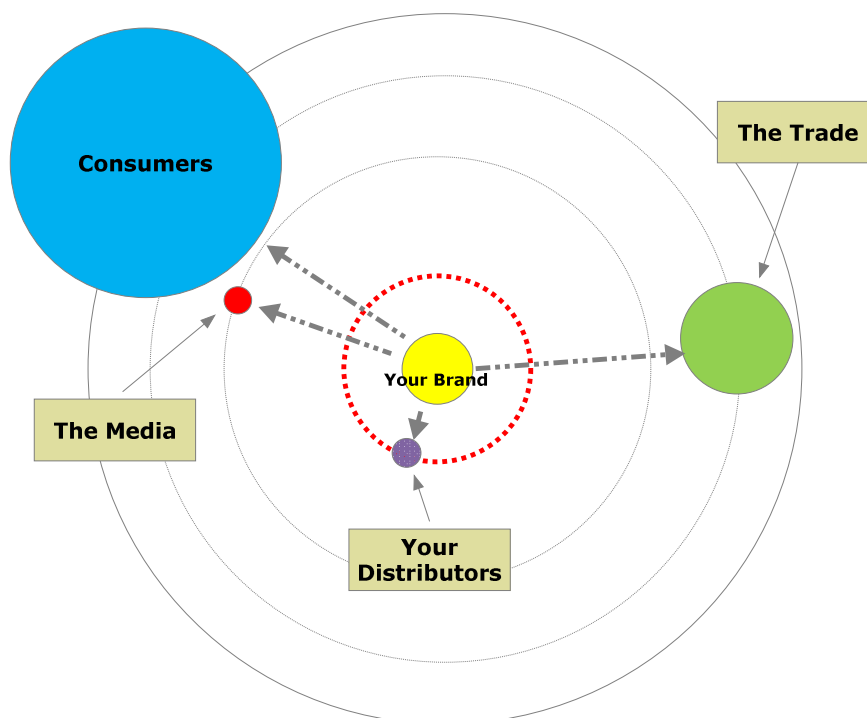 Consumers
The Trade
Your Brand
The Media
Your
Distributors